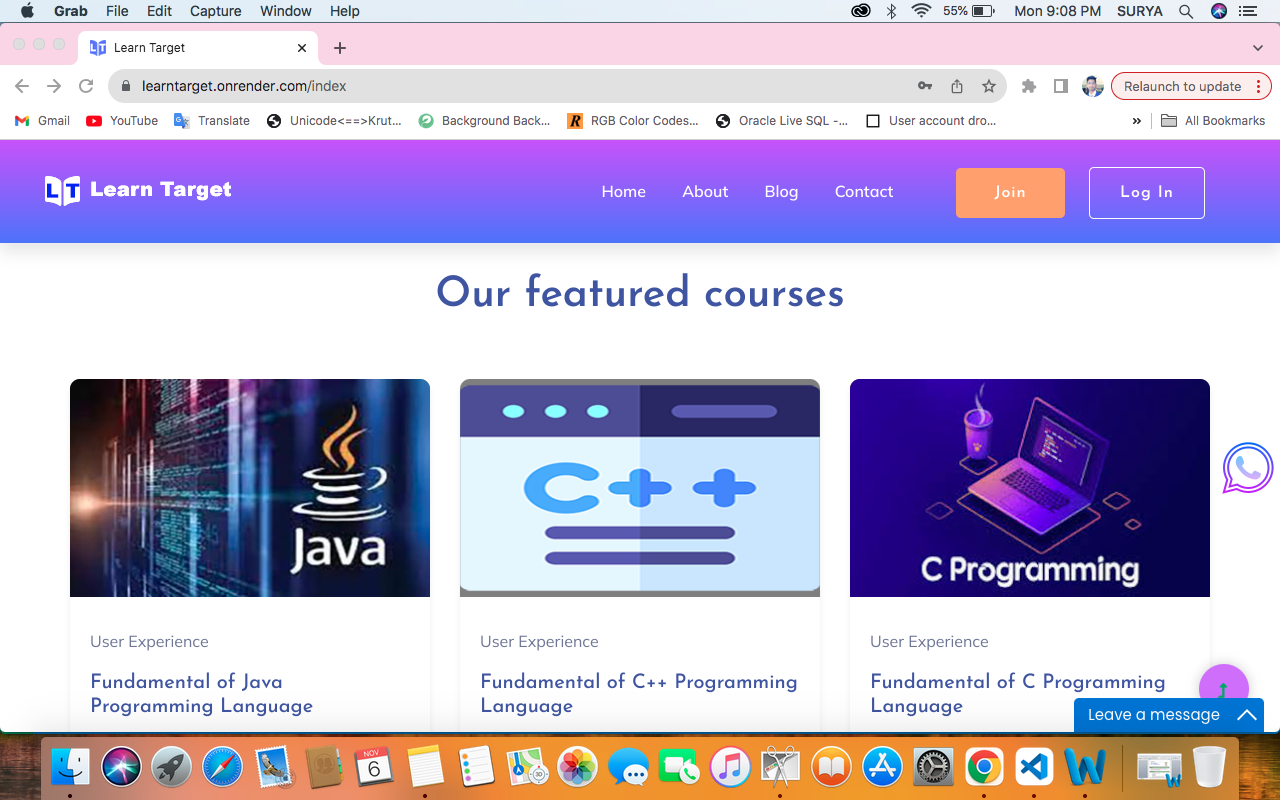 Grab File Edit Capture Window Help 55% Mon 9:08 PM SURYA
LT Learn Target
learntarget.onrender.com/index Relaunch to update
Gmail YouTube Translate Unicode<==>Krut... Background Back... R RGB Color Codes... Oracle Live SQL -... User account dro... » All Bookmarks
LT Learn Target Home About Blog Contact Join Log In
Our featured courses
Java
C++
C Programming
User Experience User Experience User Experience
Fundamental of Java Fundamental of C++ Programming Fundamental of C Programming
Programming Language Language Language
Leave a message
NOV
6